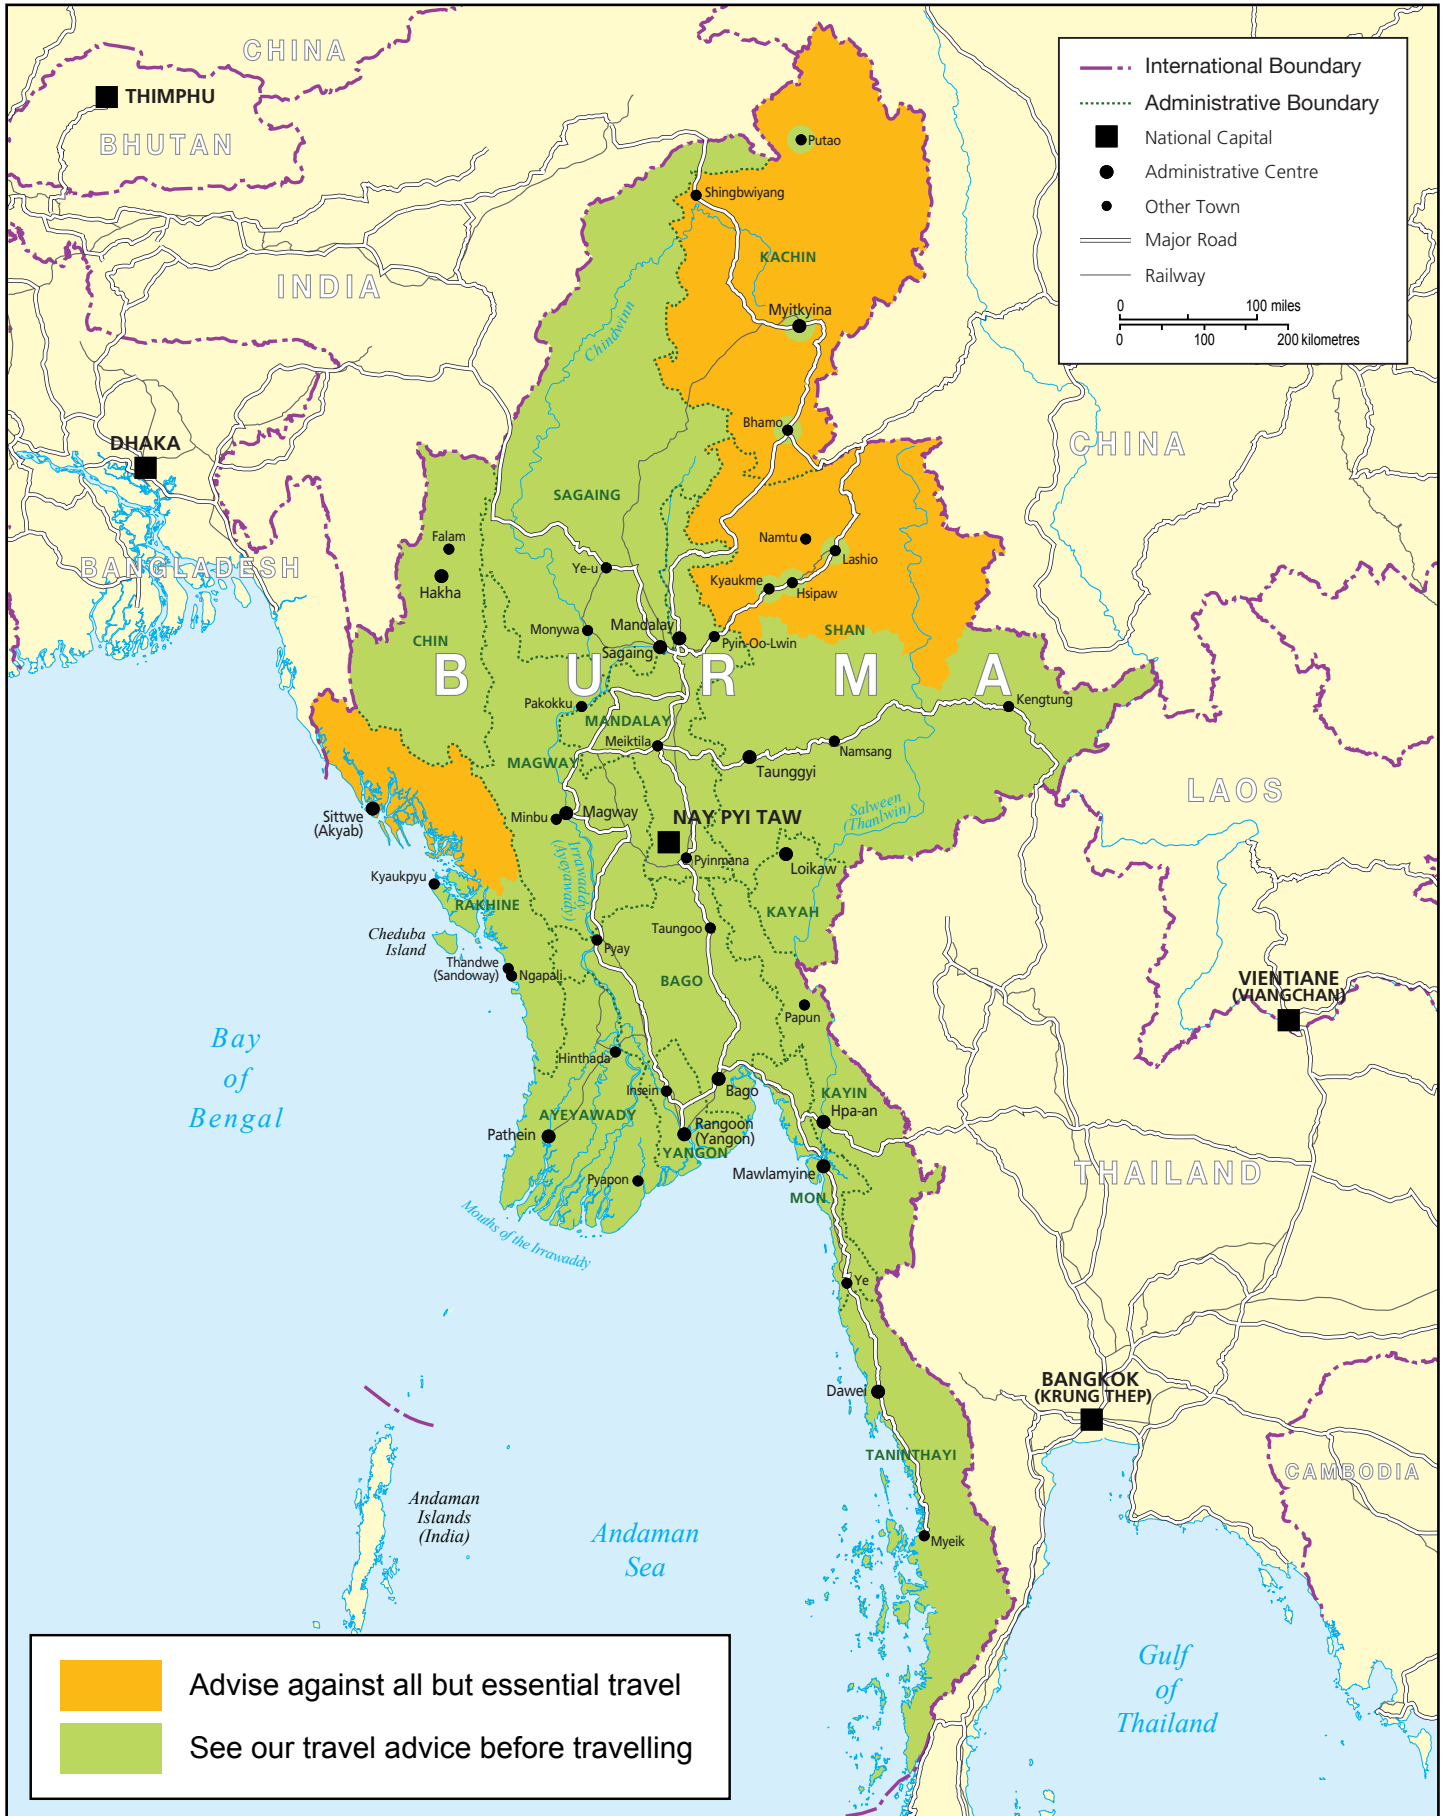 CHINA
THIMPHU
BHUTAN
International Boundary
Administrative Boundary
National Capital
Administrative Centre
Other Town
Major Road
Railway
0 100 miles
0 100 200 kilometres
Putao
Shingbwiyang
KACHIN
INDIA
Chindwinn
Myitkyina
Bhamo
DHAKA
CHINA
SAGAING
Falam
Namtu
Lashio
BANGLADESH
Ye-u
Hakha
Kyaukme
Hsipaw
Monywa
Mandalay
SHAN
CHIN
Sagaing
Pyin-Oo-Lwin
BURMA
Pakokku
Kengtung
MANDALAY
Meiktila
Namsang
MAGWAY
Taunggyi
LAOS
Salween
(Thanlwin)
Sittwe
(Akyab)
Minbu
Magway
NAY PYI TAW
Pyinmana
Loikaw
Irrawaddy
(Ayeyawady)
Kyaukpyu
RAKHINE
KAYAH
Cheduba
Island
Taungoo
Pyay
Thandwe
(Sandoway)
Ngapali
BAGO
VIENTIANE
(VIANGCHAN)
Papun
Bay
of
Bengal
Hinthada
Insein
Bago
KAYIN
Hpa-an
AYEYAWADY
Pathein
Rangoon
(Yangon)
YANGON
Mawlamyine
THAILAND
Pyapon
MON
Mouths of the Irrawaddy
Ye
Dawei
BANGKOK
(KRUNG THEP)
TANINTHAYI
CAMBODIA
Andaman
Islands
(India)
Andaman
Sea
Myeik
Gulf
of
Thailand
Advise against all but essential travel
See our travel advice before travelling